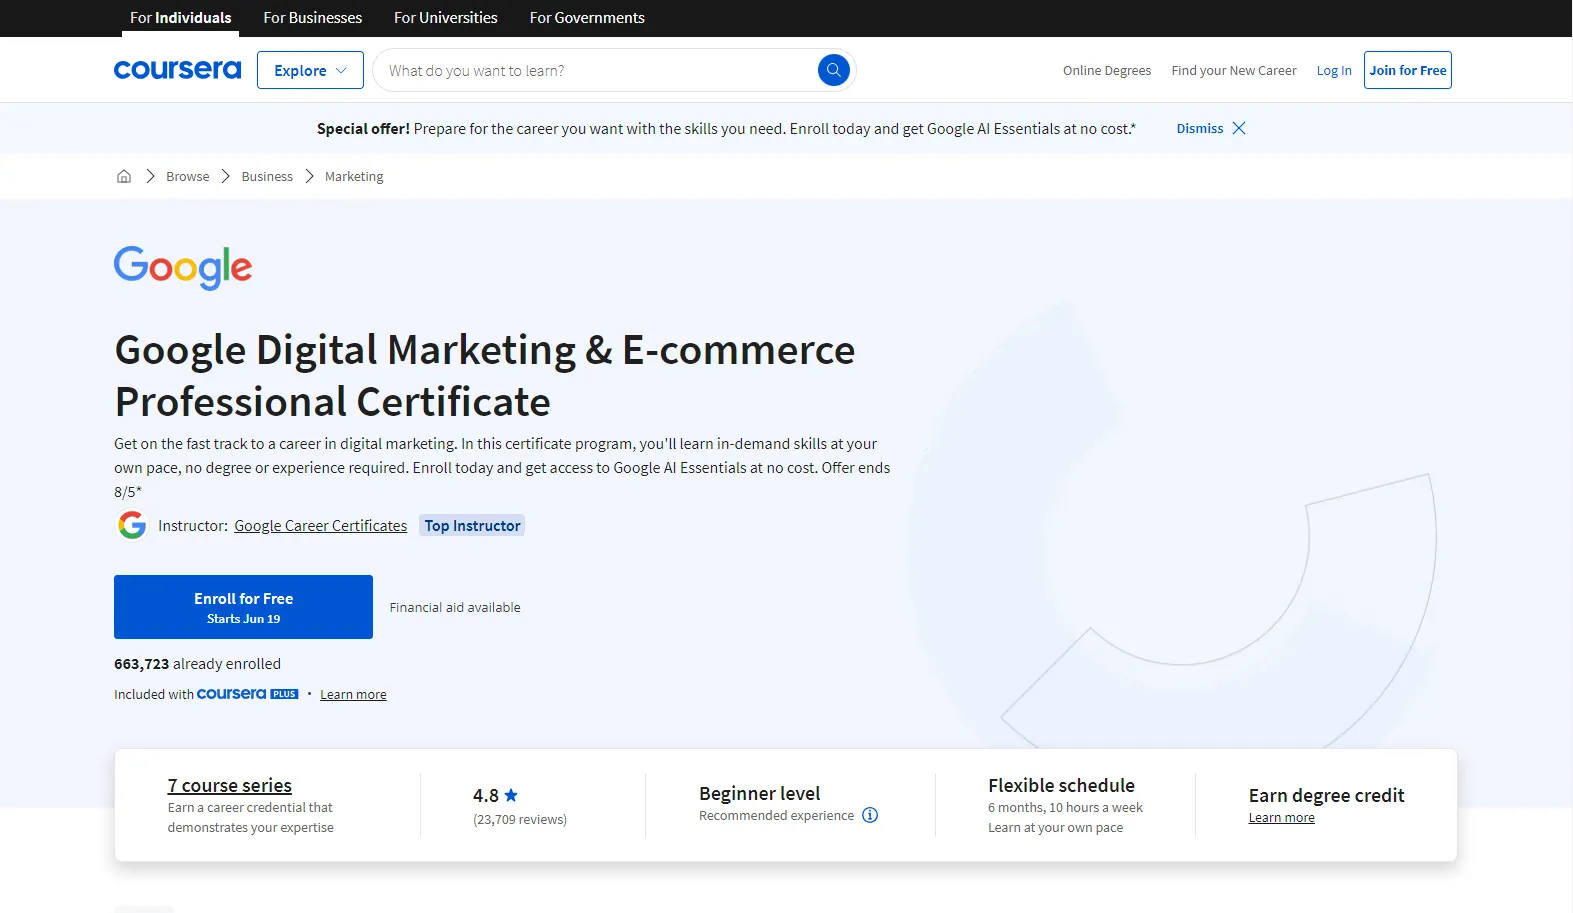 For Individuals
For Businesses
For Universities
For Governments
coursera
Explore
What do you want to learn?
Online Degrees
Find your New Career
Log In
Join for Free
Special offer! Prepare for the career you want with the skills you need. Enroll today and get Google AI Essentials at no cost.*
Dismiss
Browse
Business
Marketing
Google
Google Digital Marketing & E-commerce
Professional Certificate
Get on the fast track to a career in digital marketing. In this certificate program, you'll learn in-demand skills at your
own pace, no degree or experience required. Enroll today and get access to Google AI Essentials at no cost. Offer ends
8/5*
G
Instructor: Google Career Certificates
Top Instructor
Enroll for Free
Starts Jun 19
Financial aid available
663,723 already enrolled
Included with coursera PLUS • Learn more
7 course series
Earn a career credential that
demonstrates your expertise
4.8
(23,709 reviews)
Beginner level
Recommended experience
Flexible schedule
6 months, 10 hours a week
Learn at your own pace
Earn degree credit
Learn more